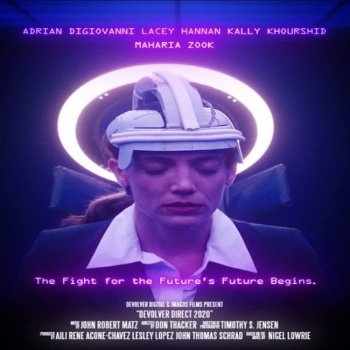 ADRIAN DIGIOVANNI LACEY HANNAN KALLY KHOURSHID
MAHARIA ZOOK
The Fight for the Future's Future Begins.
DEVOLVER DIGITAL & IMAGOS FILMS PRESENT
"DEVOLVER DIRECT 2020"
JOHN ROBERT MATZ DON THACKER TIMOTHY S. JENSEN
AILI RENE ACONE-CHAVEZ LESLEY LOPEZ JOHN THOMAS SCHRAD NIGEL LOWRIE